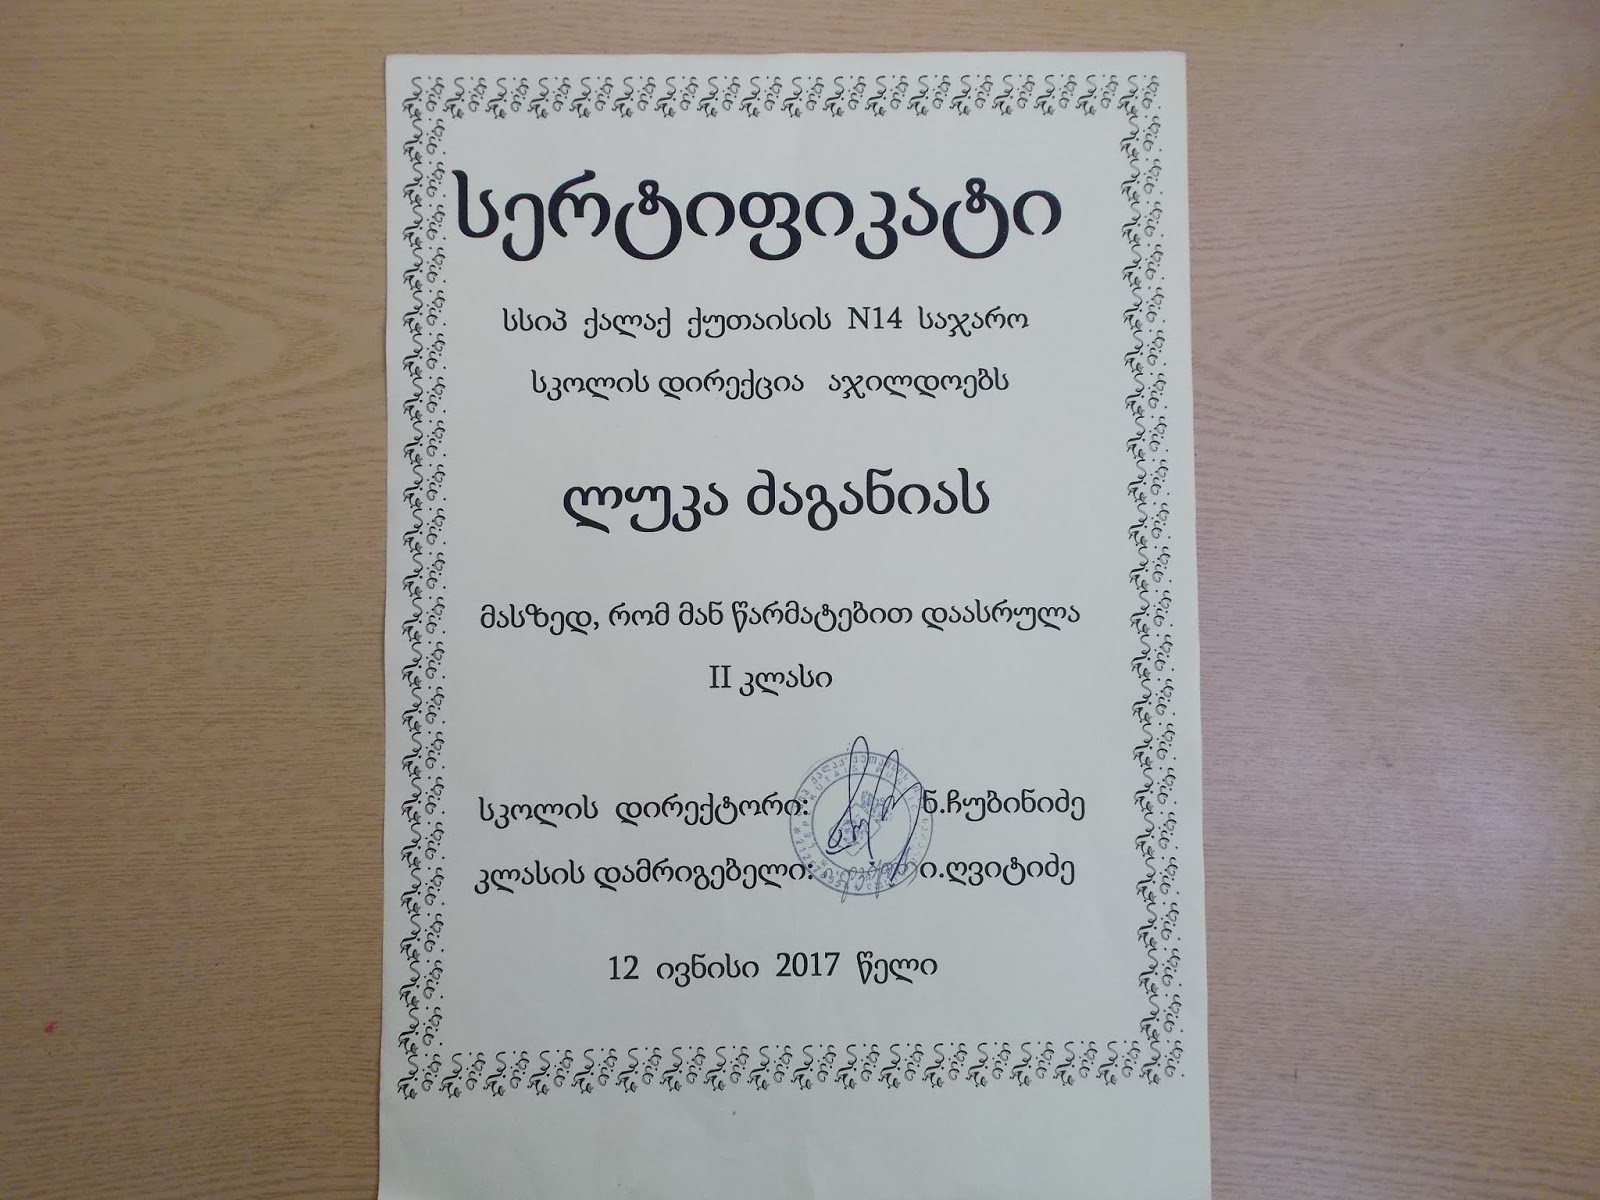 სერტიფიკატი
სსიპ ქალაქ ქუთაისის N14 საჯარო
სკოლის დირექცია აჯილდოებს
ლუკა ძაგანიას
მასზედ, რომ მან წარმატებით დაასრულა
II კლასი
სკოლის დირექტორი: ნ.ჩუბინიძე
კლასის დამრიგებელი: ი.ღვიტიძე
12 ივნისი 2017 წელი